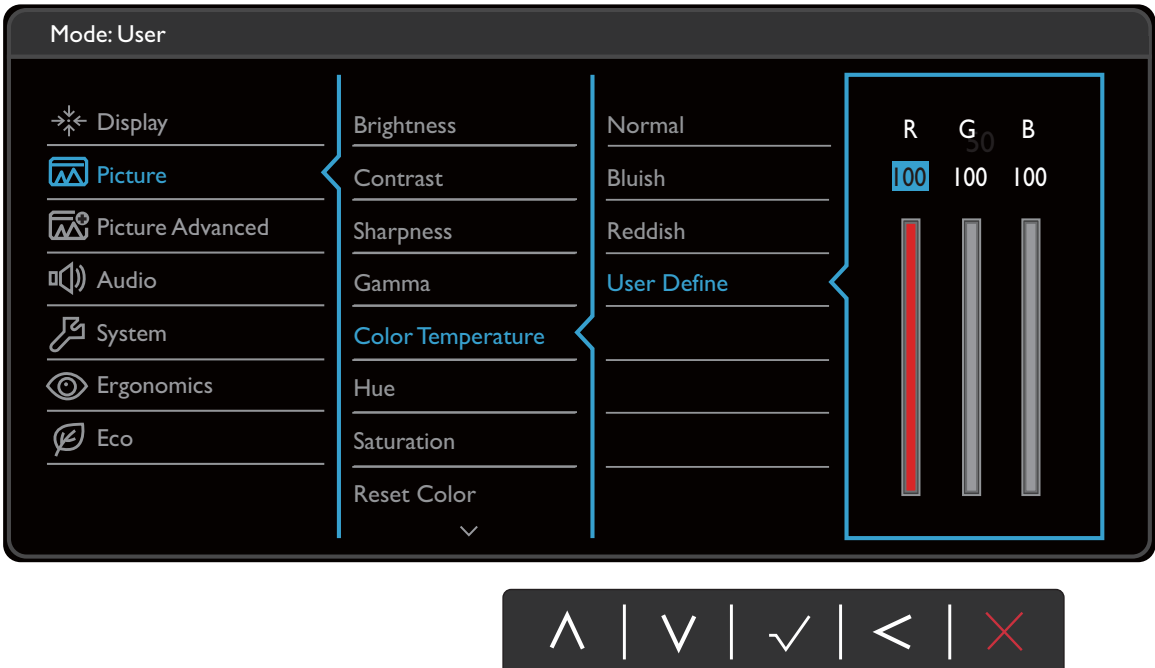 Mode: User
Display
Picture
Picture Advanced
Audio
System
Ergonomics
Eco
Brightness
Contrast
Sharpness
Gamma
Color Temperature
Hue
Saturation
Reset Color
Normal
Bluish
Reddish
User Define
R G B
50
100 100 100